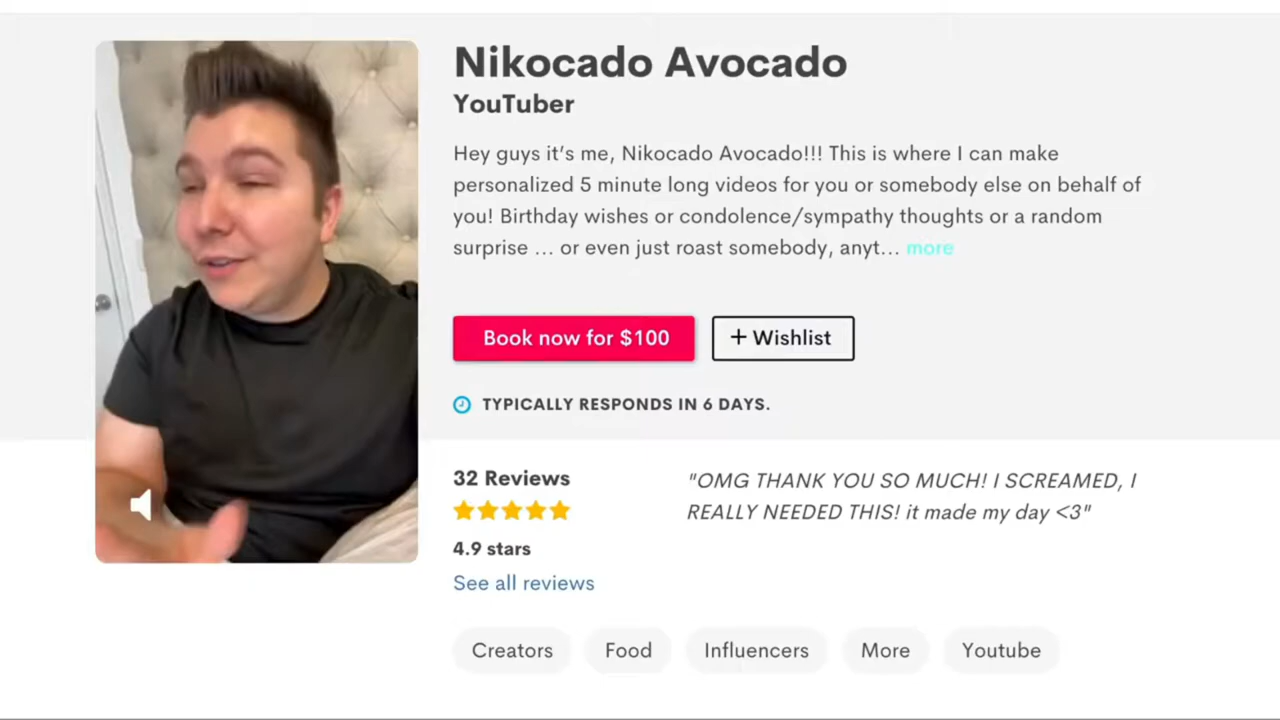 Nikocado Avocado
YouTuber
Hey guys it's me, Nikocado Avocado!!! This is where I can make
personalized 5 minute long videos for you or somebody else on behalf of
you! Birthday wishes or condolence/sympathy thoughts or a random
surprise ... or even just roast somebody, anyt... more
Book now for $100
+ Wishlist
TYPICALLY RESPONDS IN 6 DAYS.
32 Reviews
4.9 stars
See all reviews
"OMG THANK YOU SO MUCH! I SCREAMED, I
REALLY NEEDED THIS! it made my day <3"
Creators
Food
Influencers
More
Youtube